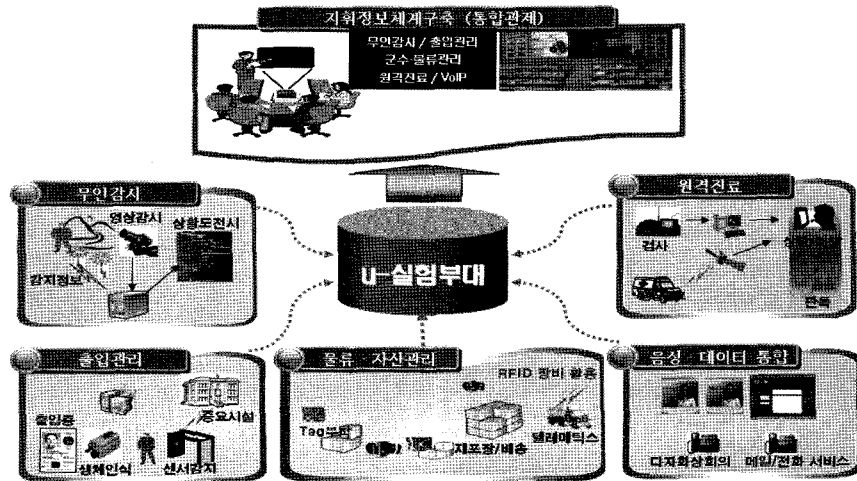 지휘정보체계구축 (통합관제)
무인감시 / 출입관리
군수·물류관리
원격진료 / VoIP
무인감시
영상감시
상황도전시
감지정보
원격진료
검사
판독
u-실험부대
출입관리
출입증
중요시설
생체인식
센서감지
물류 자산관리
RFID 장비 활용
Tag부착
재포장/배송
텔레메틱스
음성 데이터 통합
다자화상회의
메일/전화 서비스